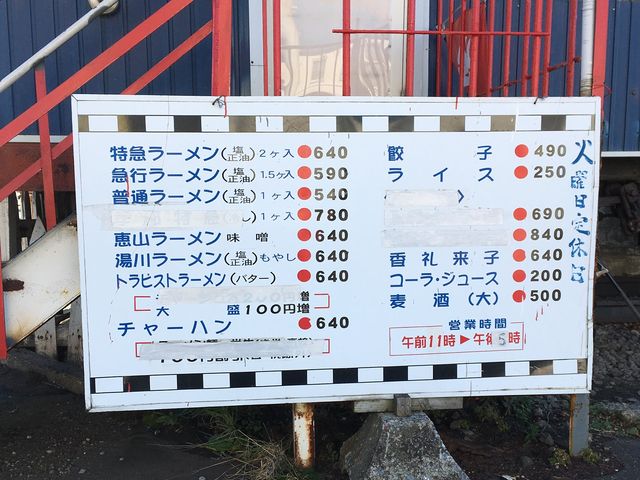 特急ラーメン(塩正油)2ヶ入●640
急行ラーメン(塩正油)1.5ヶ入●590
普通ラーメン(塩正油)1ヶ入●540
1ヶ入●780
恵山ラーメン 味噌●640
湯川ラーメン(塩正油)もやし●640
トラピストラーメン(バター)●640
増
大盛100円増
チャーハン●640
餃子●490
ライス●250
●690
●840
香礼来子●640
コーラ・ジュース●200
麦酒(大)●500
営業時間
午前11時▶午後5時
火曜日定休日